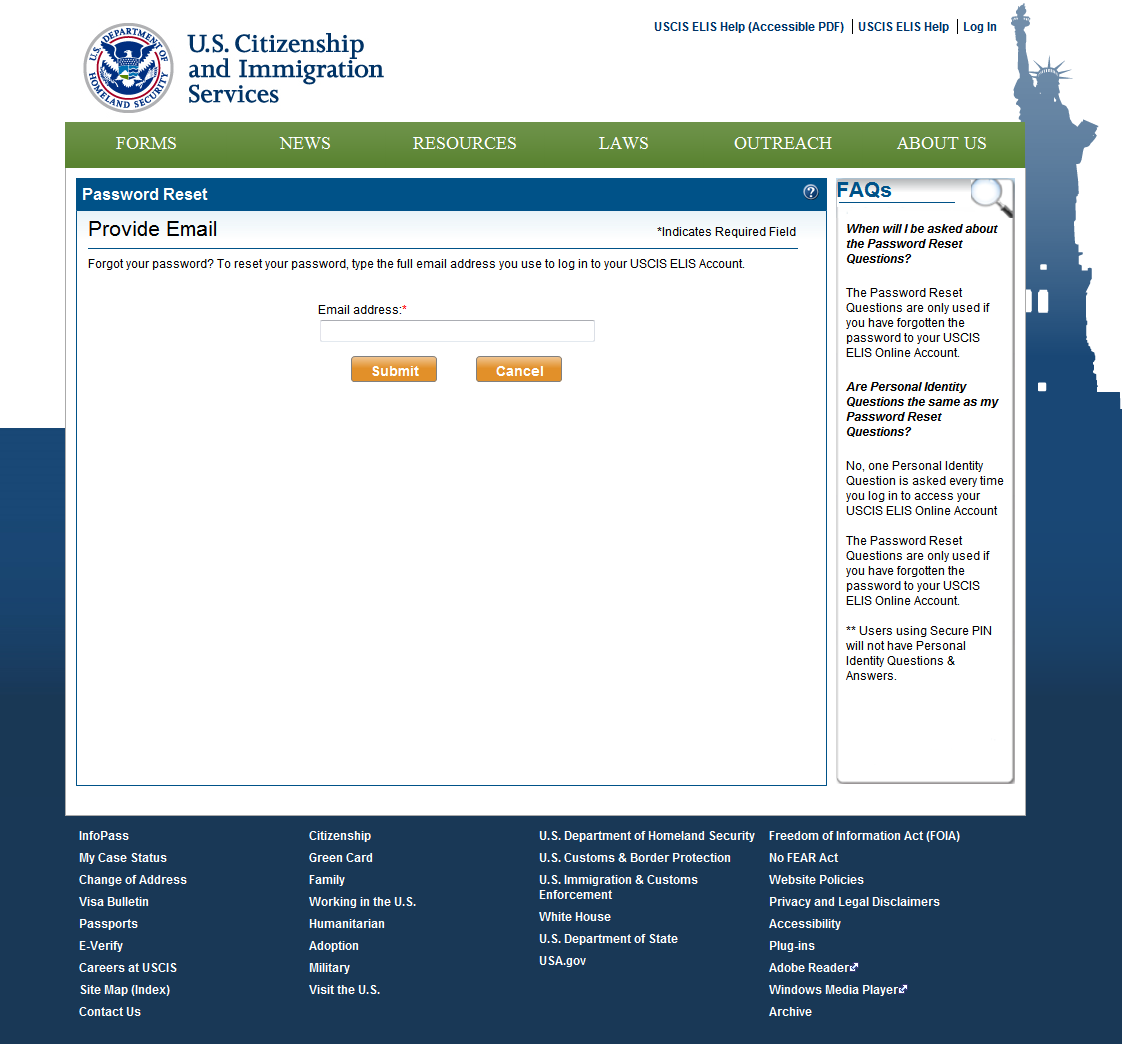 USCIS ELIS Help (Accessible PDF) USCIS ELIS Help Log In
U.S. DEPARTMENT OF HOMELAND SECURITY
U.S. Citizenship
and Immigration
Services
FORMS NEWS RESOURCES LAWS OUTREACH ABOUT US
Password Reset
?
Provide Email
*Indicates Required Field
Forgot your password? To reset your password, type the full email address you use to log in to your USCIS ELIS Account.
Email address:*
Submit Cancel
FAQs
When will I be asked about
the Password Reset
Questions?
The Password Reset
Questions are only used if
you have forgotten the
password to your USCIS
ELIS Online Account.
Are Personal Identity
Questions the same as my
Password Reset
Questions?
No, one Personal Identity
Question is asked every time
you log in to access your
USCIS ELIS Online Account
The Password Reset
Questions are only used if
you have forgotten the
password to your USCIS
ELIS Online Account.
** Users using Secure PIN
will not have Personal
Identity Questions &
Answers.
InfoPass
My Case Status
Change of Address
Visa Bulletin
Passports
E-Verify
Careers at USCIS
Site Map (Index)
Contact Us
Citizenship
Green Card
Family
Working in the U.S.
Humanitarian
Adoption
Military
Visit the U.S.
U.S. Department of Homeland Security
U.S. Customs & Border Protection
U.S. Immigration & Customs
Enforcement
White House
U.S. Department of State
USA.gov
Freedom of Information Act (FOIA)
No FEAR Act
Website Policies
Privacy and Legal Disclaimers
Accessibility
Plug-ins
Adobe Reader
Windows Media Player
Archive